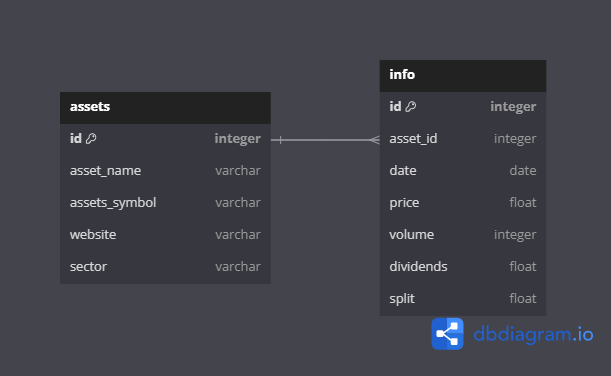 assets
id integer
asset_name varchar
assets_symbol varchar
website varchar
sector varchar
info
id integer
asset_id integer
date date
price float
volume integer
dividends float
split float
dbdiagram.io